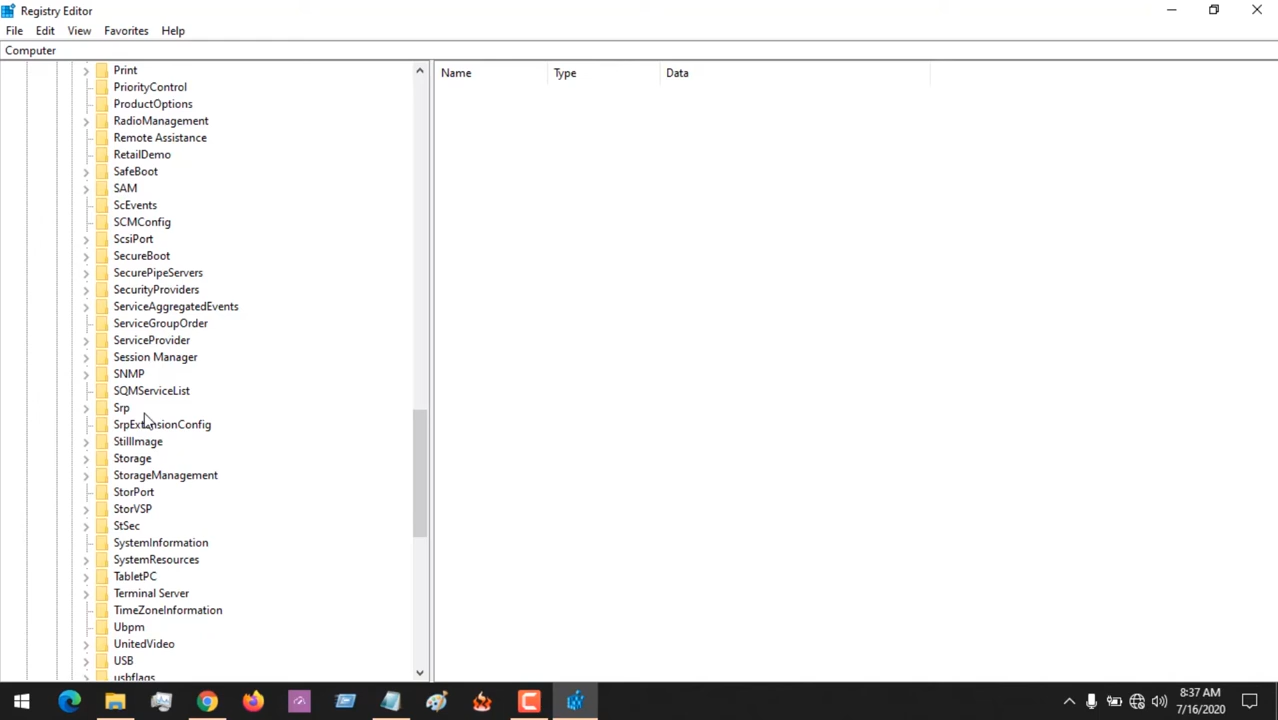 Registry Editor
File Edit View Favorites Help
Computer
Name Type Data
Print
PriorityControl
ProductOptions
RadioManagement
Remote Assistance
RetailDemo
SafeBoot
SAM
ScEvents
SCMConfig
ScsiPort
SecureBoot
SecurePipeServers
SecurityProviders
ServiceAggregatedEvents
ServiceGroupOrder
ServiceProvider
Session Manager
SNMP
SQMServiceList
Srp
SrpExtensionConfig
StillImage
Storage
StorageManagement
StorPort
StorVSP
StSec
SystemInformation
SystemResources
TabletPC
Terminal Server
TimeZoneInformation
Ubpm
UnitedVideo
USB
usbflags
8:37 AM
7/16/2020